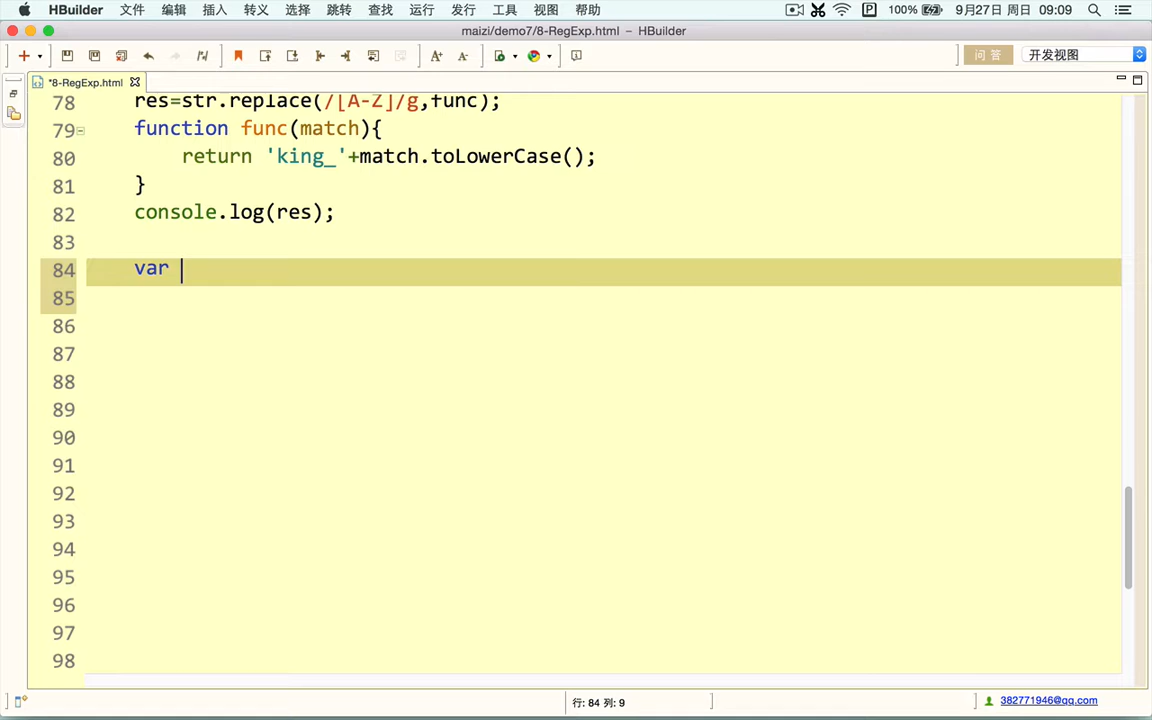 HBuilder 文件 编辑 插入 转义 选择 跳转 查找 运行 发行 工具 视图 帮助 100% 9月27日 周日 09:09
maizi/demo7/8-RegExp.html – HBuilder
问 答 开发视图
*8-RegExp.html
78 res=str.replace(/[A-Z]/g,func);
79 function func(match){
80 return 'king_'+match.toLowerCase();
81 }
82 console.log(res);
83
84 var
85
86
87
88
89
90
91
92
93
94
95
96
97
98
行: 84 列: 9 382771946@qq.com